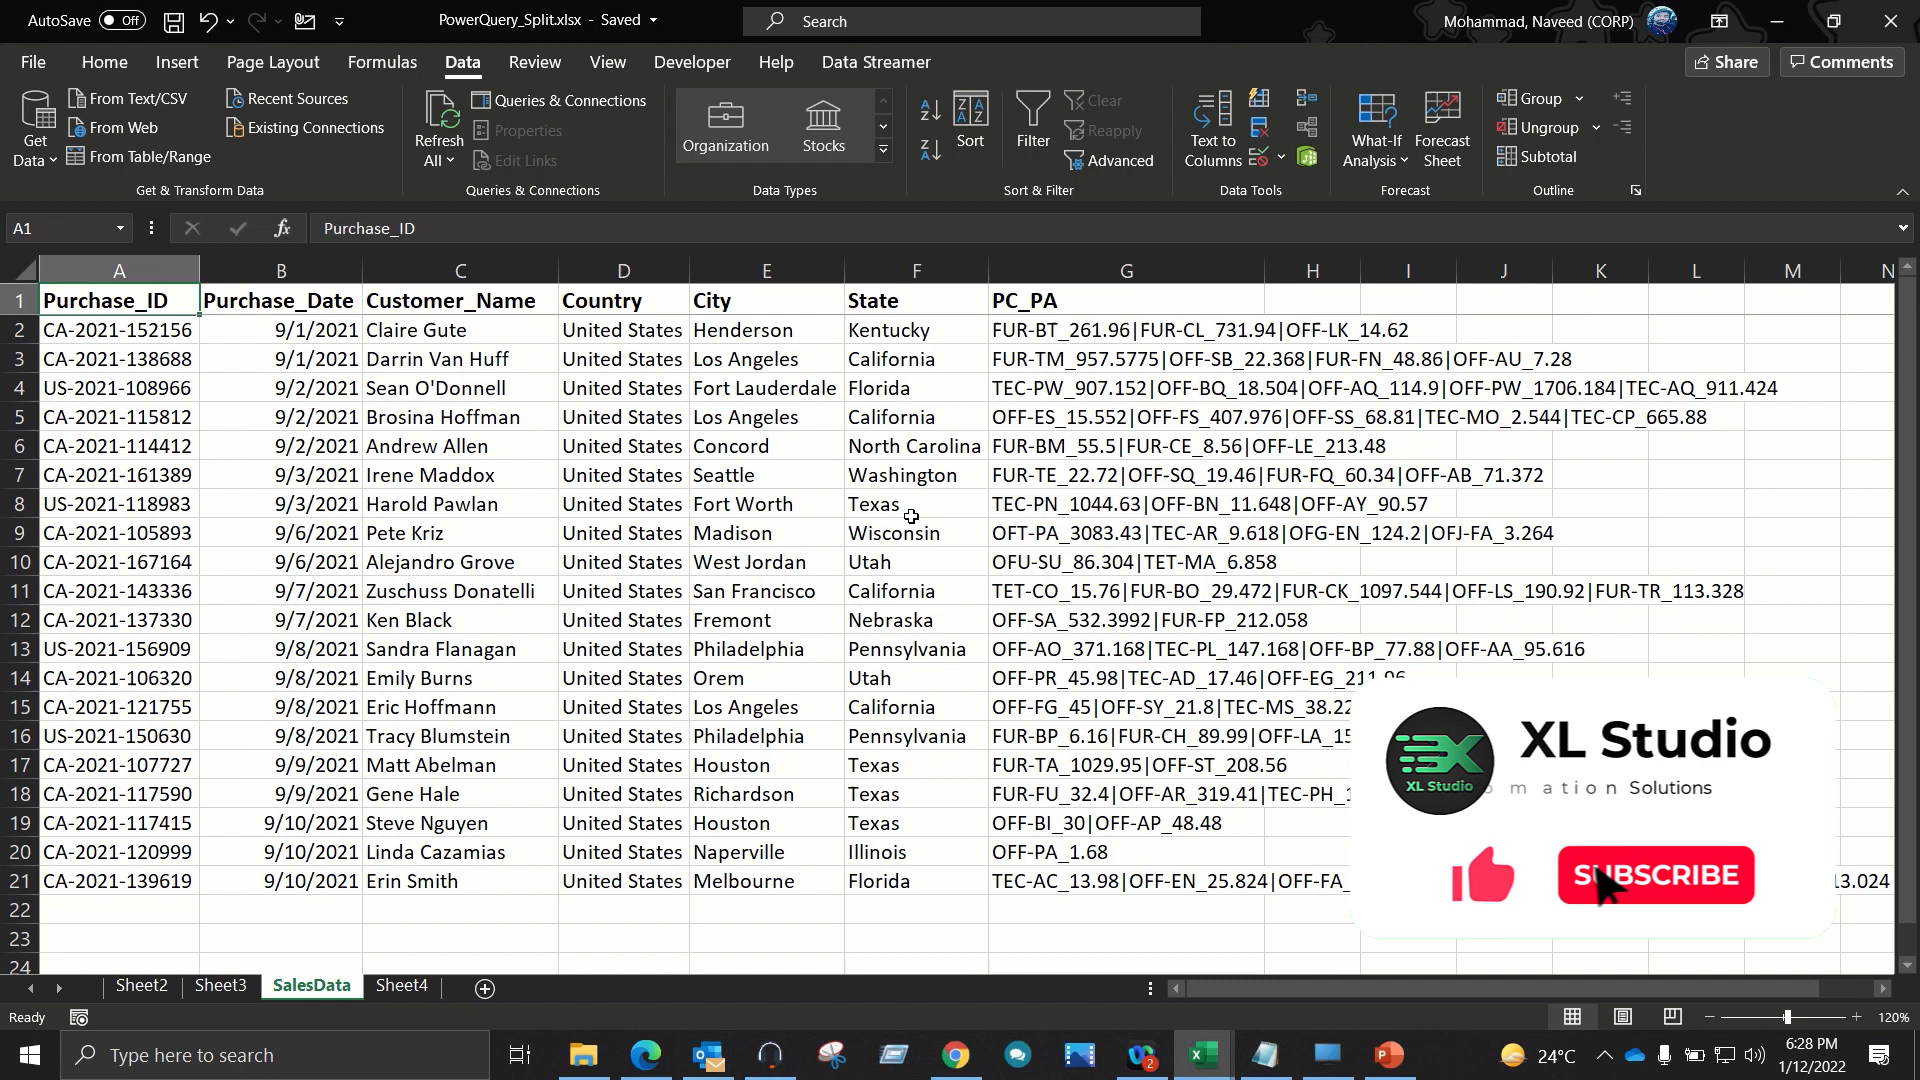 AutoSave Off PowerQuery_Split.xlsx - Saved Search Mohammad, Naveed (CORP)
File Home Insert Page Layout Formulas Data Review View Developer Help Data Streamer Share Comments
Get Data From Text/CSV From Web From Table/Range Recent Sources Existing Connections
Get & Transform Data
Refresh All Queries & Connections Properties Edit Links
Queries & Connections
Organization Stocks
Data Types
Sort Filter Clear Reapply Advanced
Sort & Filter
Text to Columns
Data Tools
What-If Analysis Forecast Sheet
Forecast
Group Ungroup Subtotal
Outline
A1 fx Purchase_ID
A B C D E F G H I J K L M N
1 Purchase_ID Purchase_Date Customer_Name Country City State PC_PA
2 CA-2021-152156 9/1/2021 Claire Gute United States Henderson Kentucky FUR-BT_261.96|FUR-CL_731.94|OFF-LK_14.62
3 CA-2021-138688 9/1/2021 Darrin Van Huff United States Los Angeles California FUR-TM_957.5775|OFF-SB_22.368|FUR-FN_48.86|OFF-AU_7.28
4 US-2021-108966 9/2/2021 Sean O'Donnell United States Fort Lauderdale Florida TEC-PW_907.152|OFF-BQ_18.504|OFF-AQ_114.9|OFF-PW_1706.184|TEC-AQ_911.424
5 CA-2021-115812 9/2/2021 Brosina Hoffman United States Los Angeles California OFF-ES_15.552|OFF-FS_407.976|OFF-SS_68.81|TEC-MO_2.544|TEC-CP_665.88
6 CA-2021-114412 9/2/2021 Andrew Allen United States Concord North Carolina FUR-BM_55.5|FUR-CE_8.56|OFF-LE_213.48
7 CA-2021-161389 9/3/2021 Irene Maddox United States Seattle Washington FUR-TE_22.72|OFF-SQ_19.46|FUR-FQ_60.34|OFF-AB_71.372
8 US-2021-118983 9/3/2021 Harold Pawlan United States Fort Worth Texas TEC-PN_1044.63|OFF-BN_11.648|OFF-AY_90.57
9 CA-2021-105893 9/6/2021 Pete Kriz United States Madison Wisconsin OFT-PA_3083.43|TEC-AR_9.618|OFG-EN_124.2|OFJ-FA_3.264
10 CA-2021-167164 9/6/2021 Alejandro Grove United States West Jordan Utah OFU-SU_86.304|TET-MA_6.858
11 CA-2021-143336 9/7/2021 Zuschuss Donatelli United States San Francisco California TET-CO_15.76|FUR-BO_29.472|FUR-CK_1097.544|OFF-LS_190.92|FUR-TR_113.328
12 CA-2021-137330 9/7/2021 Ken Black United States Fremont Nebraska OFF-SA_532.3992|FUR-FP_212.058
13 US-2021-156909 9/8/2021 Sandra Flanagan United States Philadelphia Pennsylvania OFF-AO_371.168|TEC-PL_147.168|OFF-BP_77.88|OFF-AA_95.616
14 CA-2021-106320 9/8/2021 Emily Burns United States Orem Utah OFF-PR_45.98|TEC-AD_17.46|OFF-EG_211.96
15 CA-2021-121755 9/8/2021 Eric Hoffmann United States Los Angeles California OFF-FG_45|OFF-SY_21.8|TEC-MS_38.22
16 US-2021-150630 9/8/2021 Tracy Blumstein United States Philadelphia Pennsylvania FUR-BP_6.16|FUR-CH_89.99|OFF-LA_15
17 CA-2021-107727 9/9/2021 Matt Abelman United States Houston Texas FUR-TA_1029.95|OFF-ST_208.56
18 CA-2021-117590 9/9/2021 Gene Hale United States Richardson Texas FUR-FU_32.4|OFF-AR_319.41|TEC-PH_1
19 CA-2021-117415 9/10/2021 Steve Nguyen United States Houston Texas OFF-BI_30|OFF-AP_48.48
20 CA-2021-120999 9/10/2021 Linda Cazamias United States Naperville Illinois OFF-PA_1.68
21 CA-2021-139619 9/10/2021 Erin Smith United States Melbourne Florida TEC-AC_13.98|OFF-EN_25.824|OFF-FA_ 13.024
22
23
24
XL Studio
XL Studio
omation Solutions
SUBSCRIBE
Sheet2 Sheet3 SalesData Sheet4
Ready 120%
Type here to search 2 24°C 6:28 PM
1/12/2022